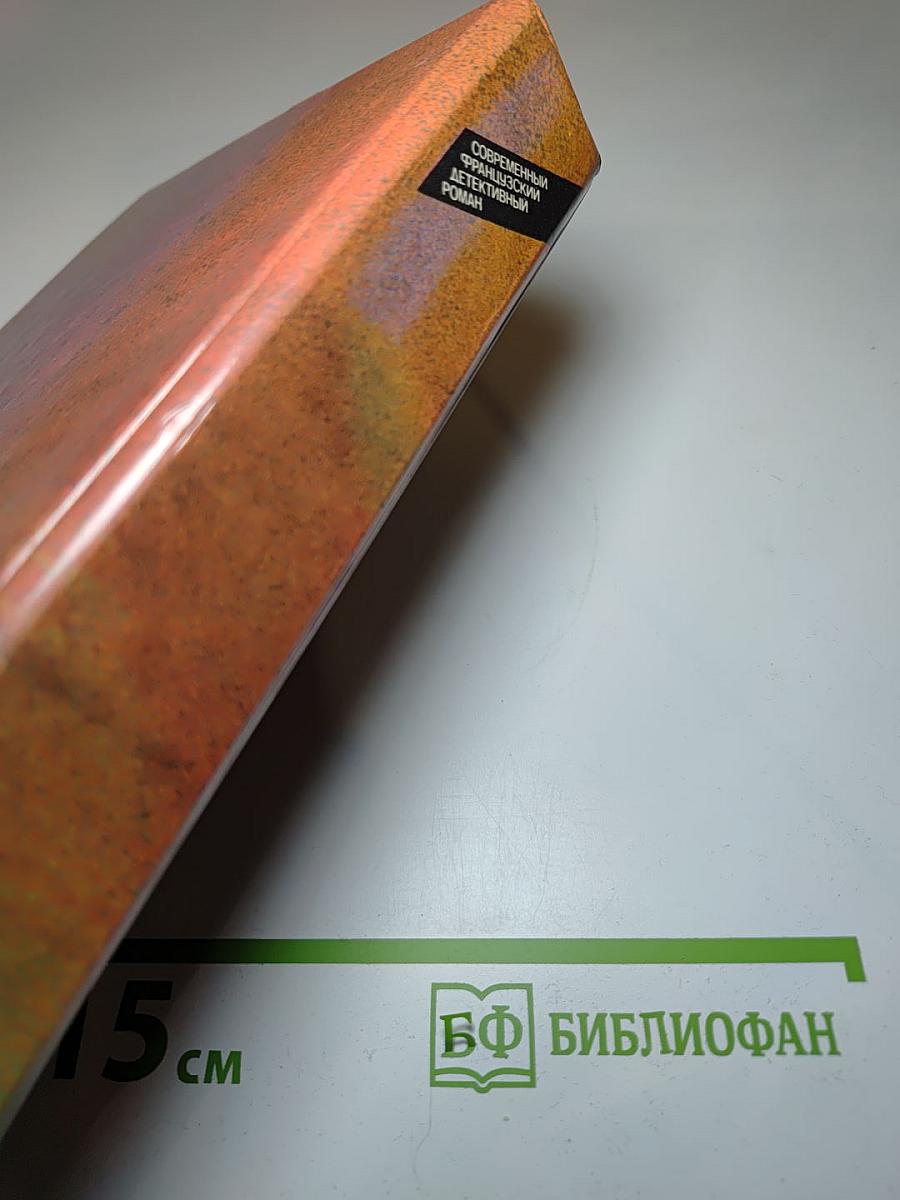 СОВРЕМЕННЫЙ
ФРАНЦУЗСКИЙ
ДЕТЕКТИВНЫЙ
РОМАН
15 см
БФ БИБЛИОФАН